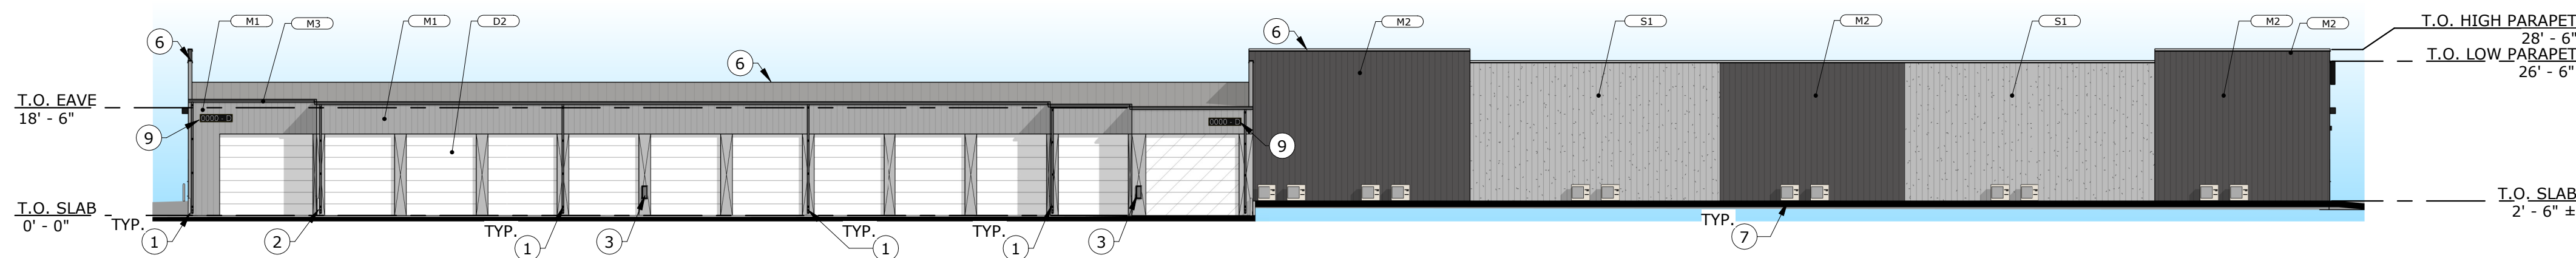 M1
M3
M1
D2
M2
S1
M2
S1
M2
M2
6
6
6
T.O. HIGH PARAPET
28' - 6"
T.O. LOW PARAPET
26' - 6"
T.O. EAVE
18' - 6"
0000 - D
0000 - D
9
9
T.O. SLAB
0' - 0"
T.O. SLAB
2' - 6" ±
TYP.
1
2
TYP.
1
3
TYP.
1
TYP.
1
3
TYP.
7